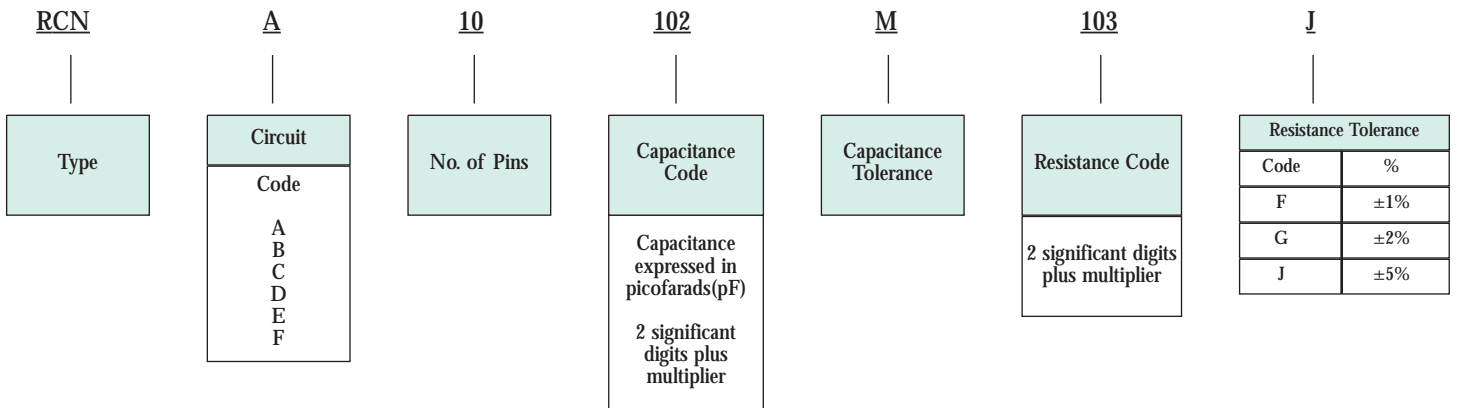 RCN A 10 102 M 103 J
Type
Circuit
Code
A
B
C
D
E
F
No. of Pins
Capacitance
Code
Capacitance
expressed in
picofarads(pF)
2 significant
digits plus
multiplier
Capacitance
Tolerance
Resistance Code
2 significant digits
plus multiplier
Resistance Tolerance
Code %
F ±1%
G ±2%
J ±5%